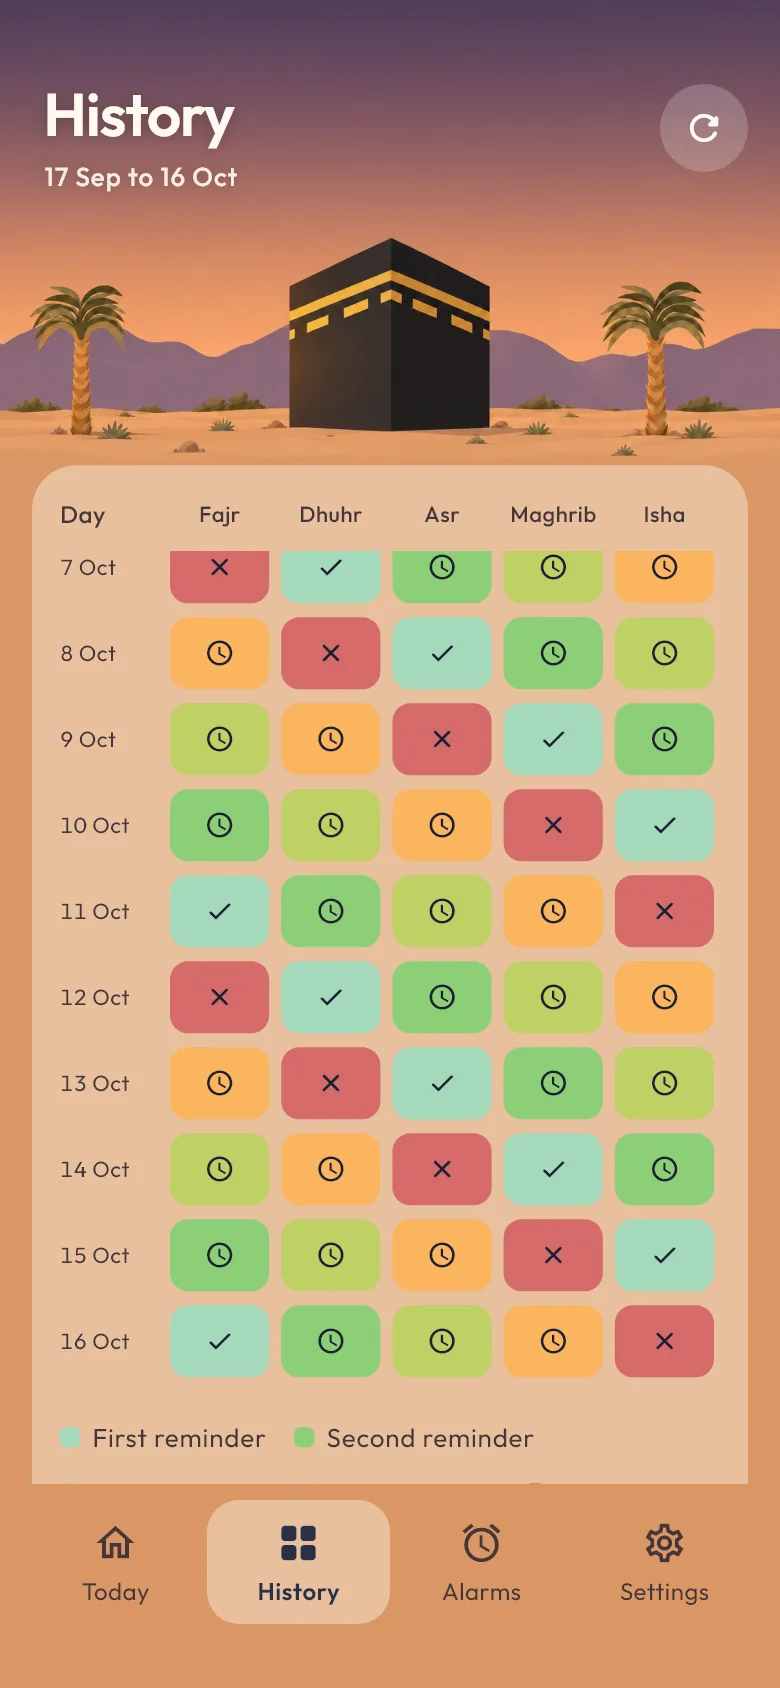 History
17 Sep to 16 Oct
Day Fajr Dhuhr Asr Maghrib Isha
7 Oct
8 Oct
9 Oct
10 Oct
11 Oct
12 Oct
13 Oct
14 Oct
15 Oct
16 Oct
First reminder Second reminder
Today History Alarms Settings